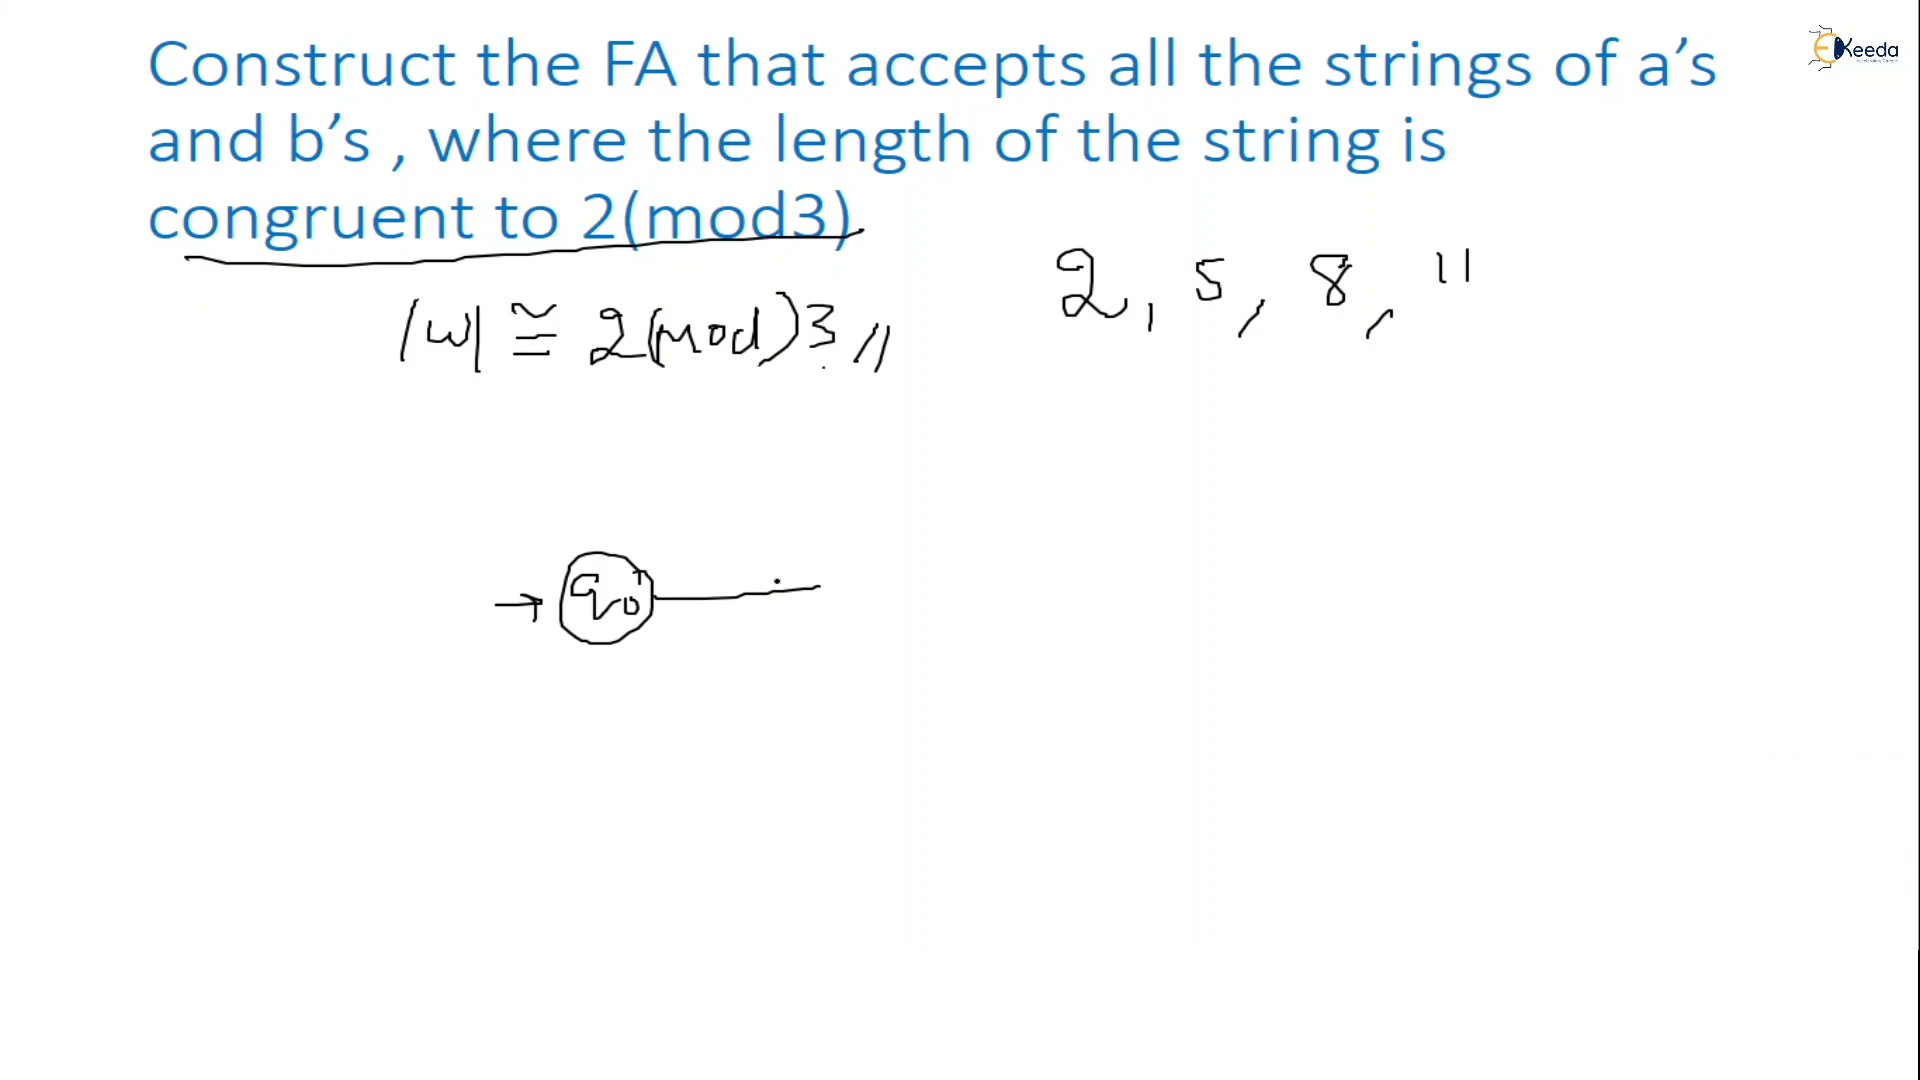 Construct the FA that accepts all the strings of a’s
and b’s , where the length of the string is
congruent to 2(mod3).
EKeeda
2, 5, 8, 11
|w| ≅ 2(mod)3 //
→ q0